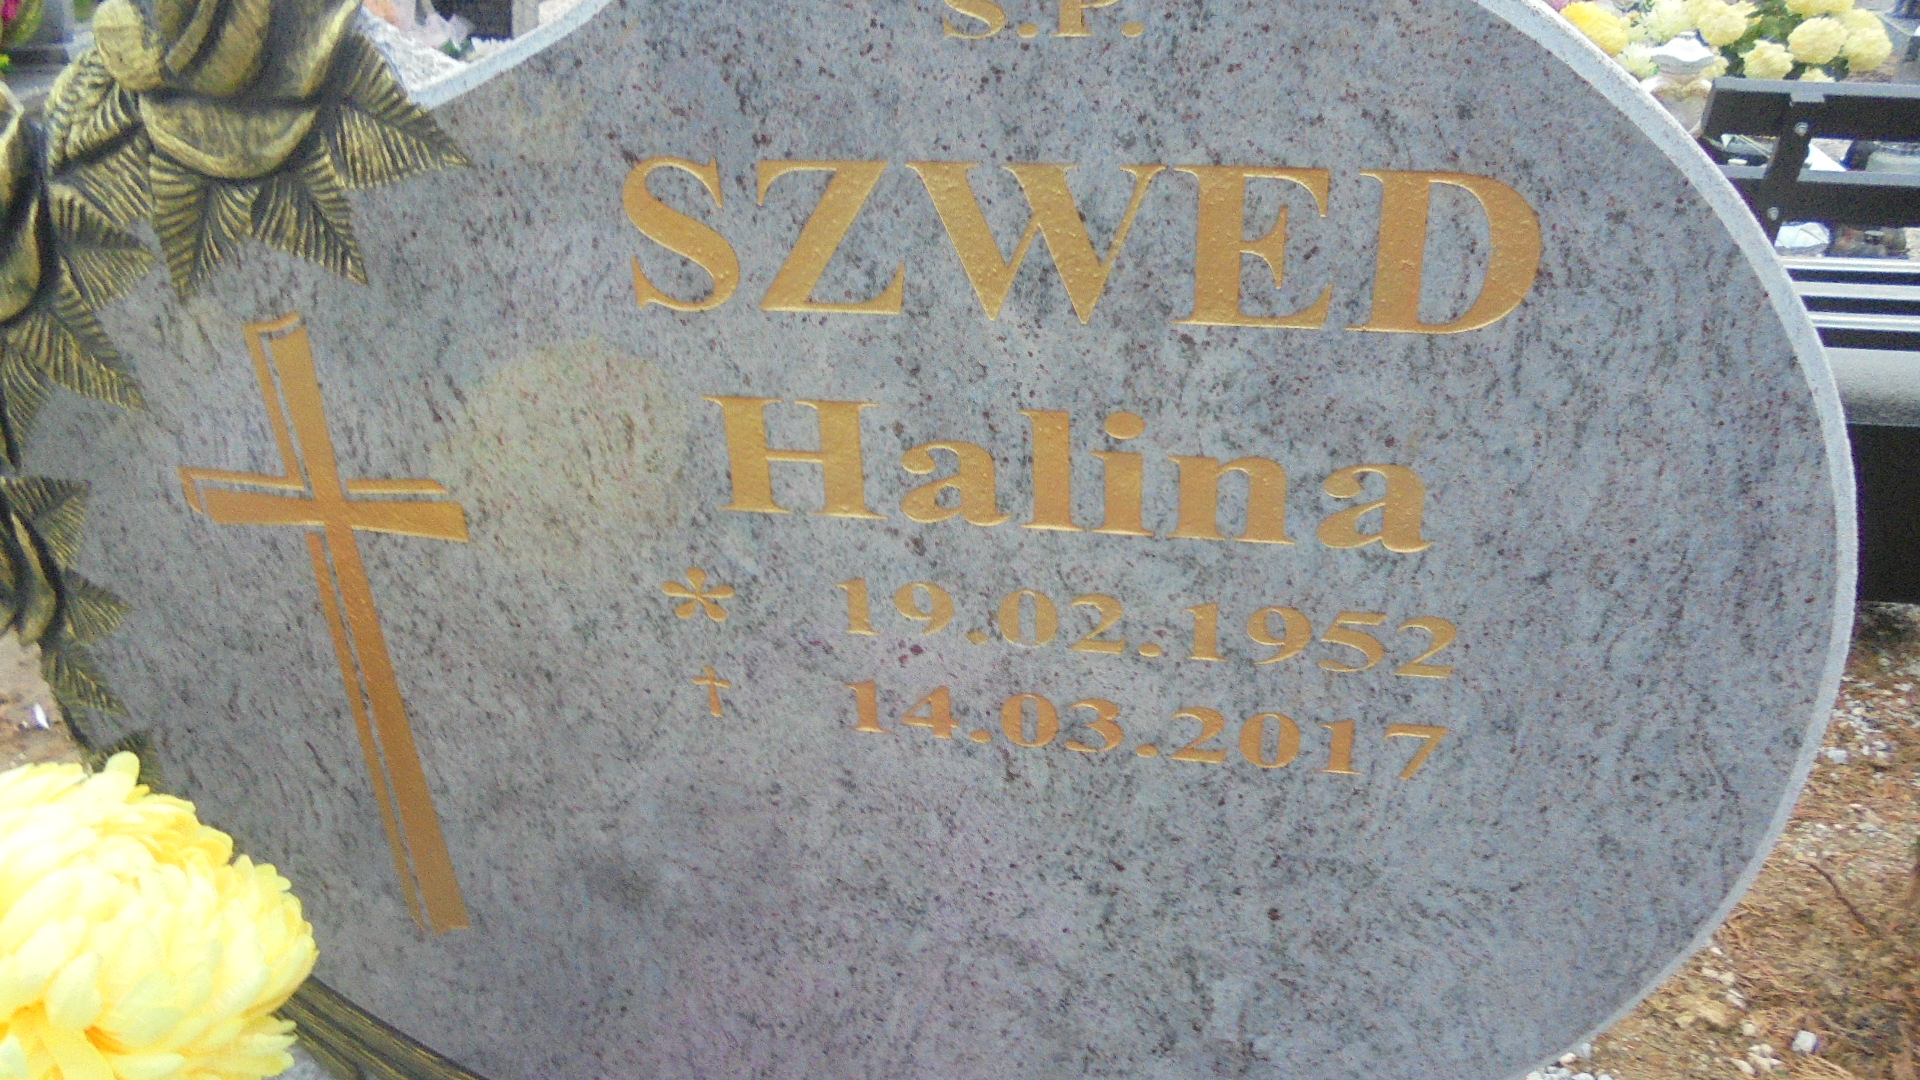 S.P.
SZWED
Halina
* 19.02.1952
† 14.03.2017